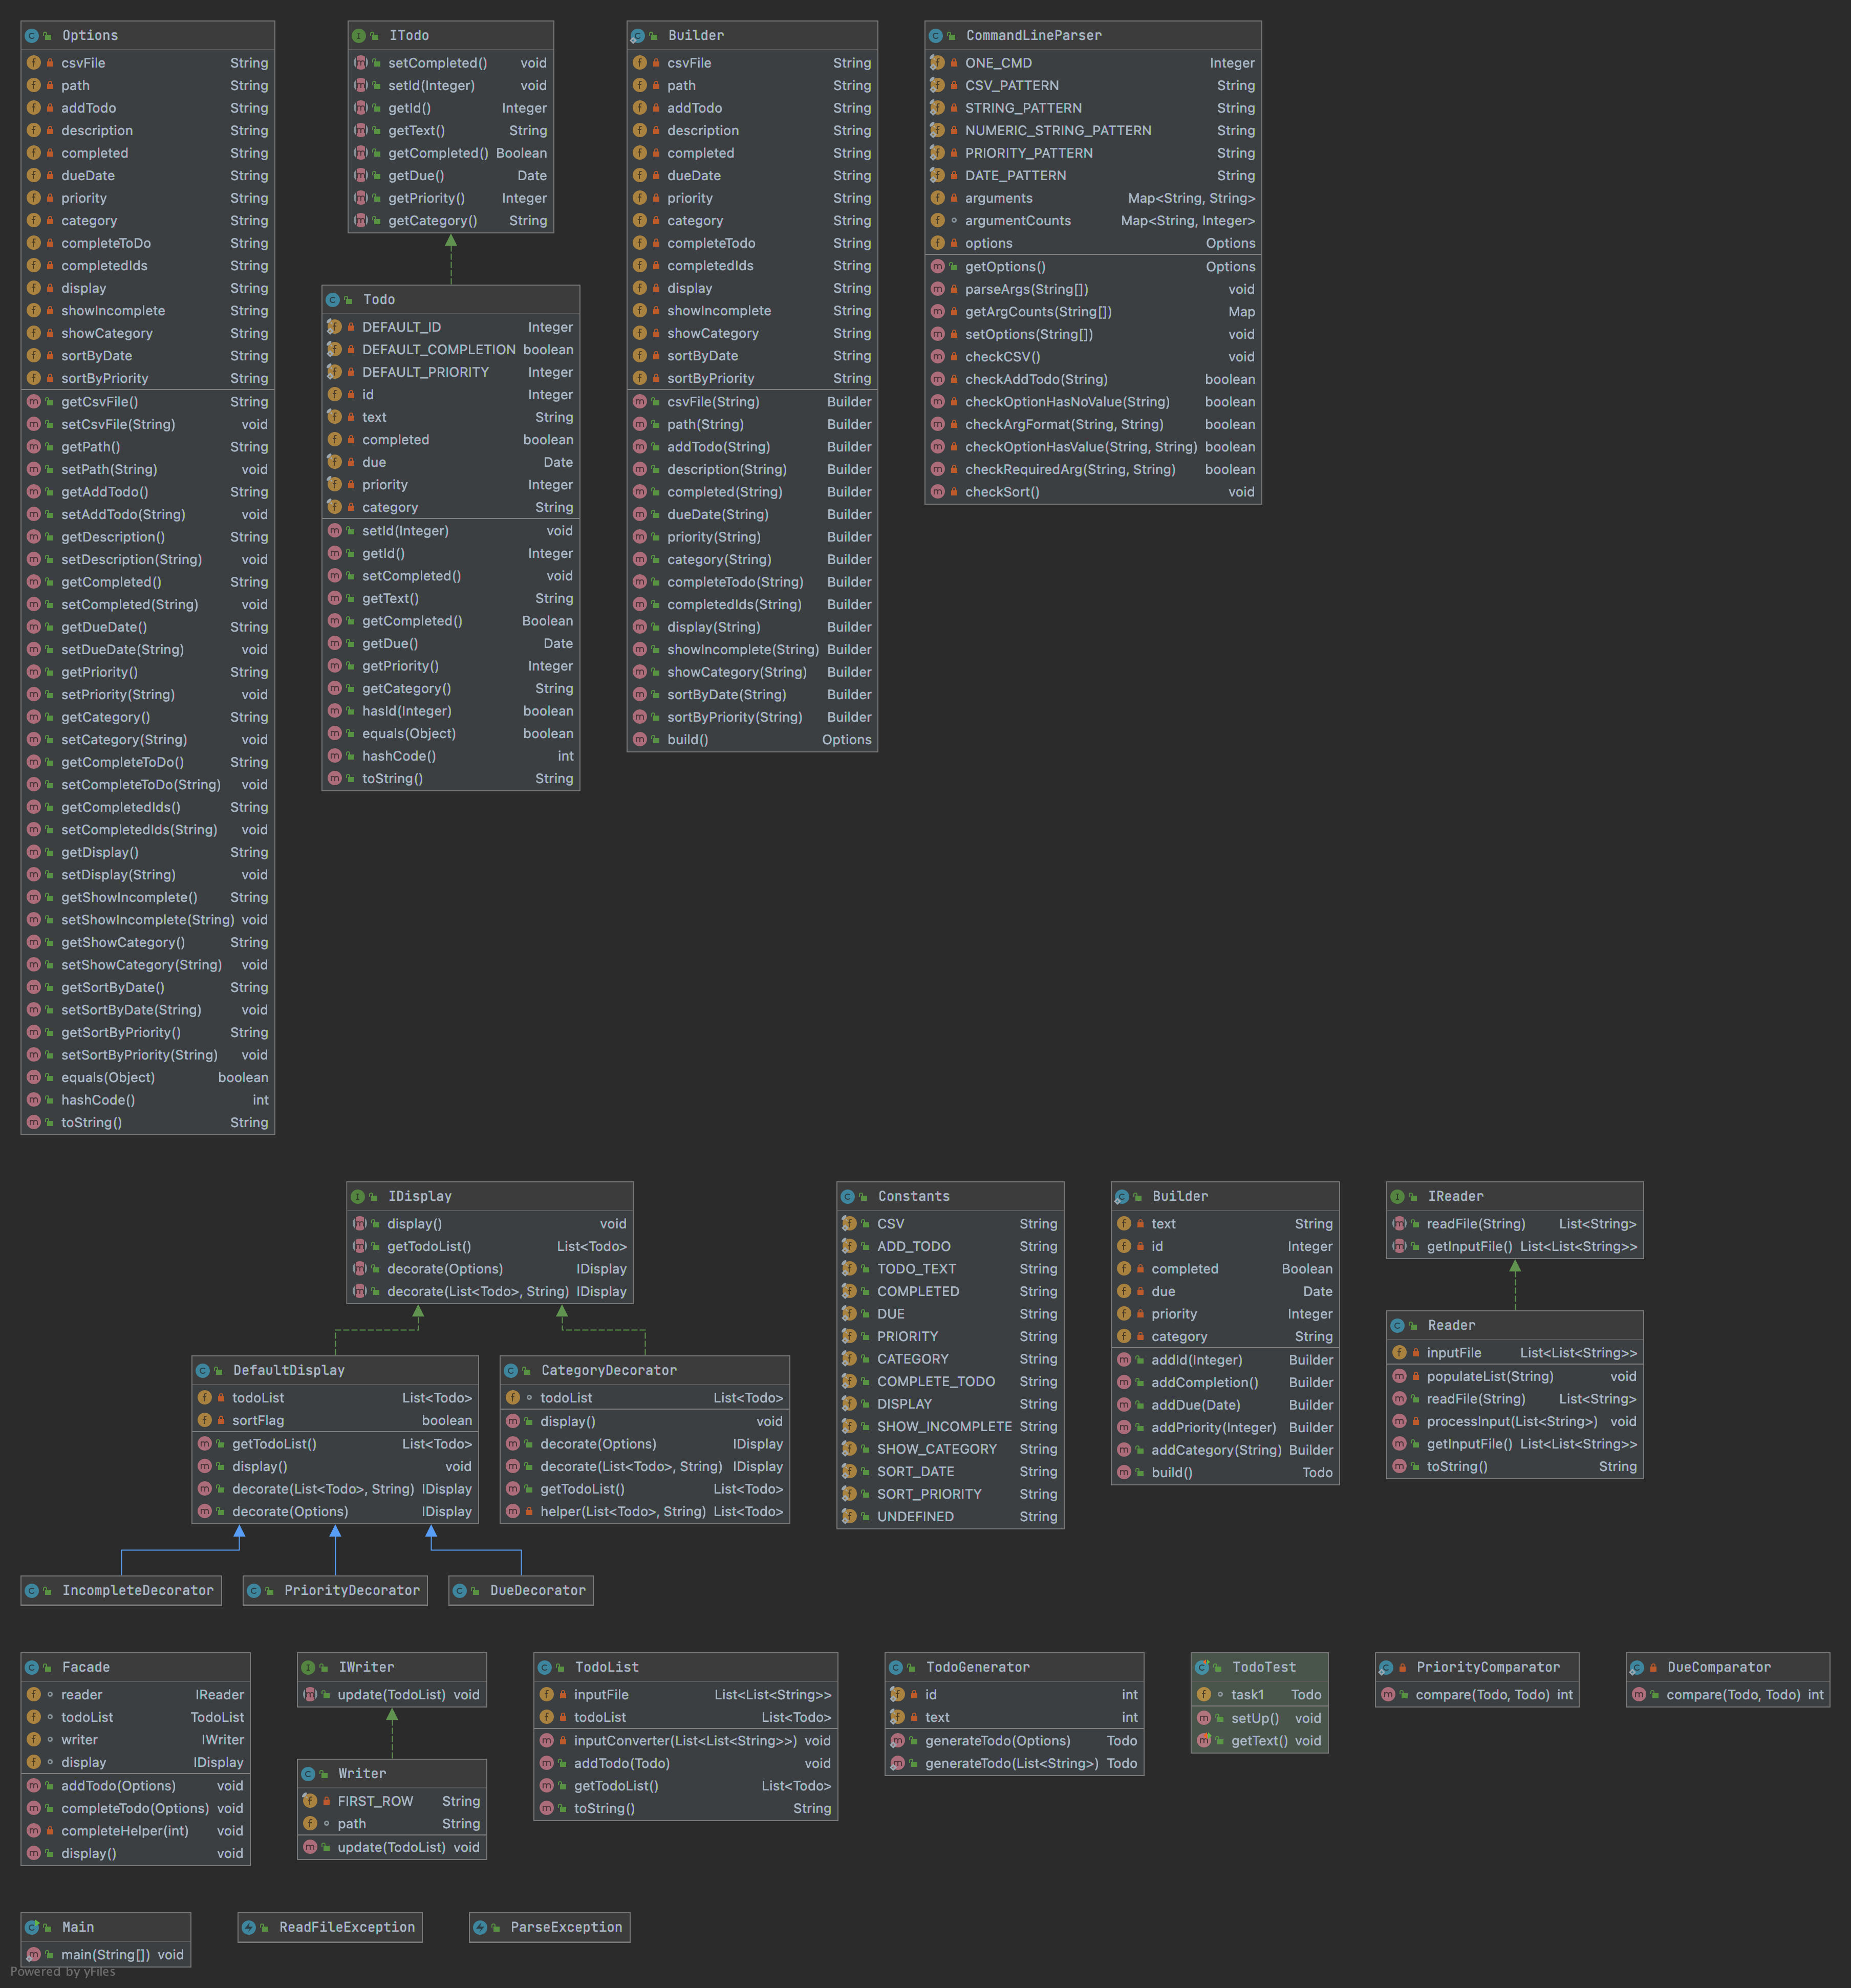 Options
csvFile String
path String
addTodo String
description String
completed String
dueDate String
priority String
category String
completeToDo String
completedIds String
display String
showIncomplete String
showCategory String
sortByDate String
sortByPriority String
getCsvFile() String
setCsvFile(String) void
getPath() String
setPath(String) void
getAddTodo() String
setAddTodo(String) void
getDescription() String
setDescription(String) void
getCompleted() String
setCompleted(String) void
getDueDate() String
setDueDate(String) void
getPriority() String
setPriority(String) void
getCategory() String
setCategory(String) void
getCompleteToDo() String
setCompleteToDo(String) void
getCompletedIds() String
setCompletedIds(String) void
getDisplay() String
setDisplay(String) void
getShowIncomplete() String
setShowIncomplete(String) void
getShowCategory() String
setShowCategory(String) void
getSortByDate() String
setSortByDate(String) void
getSortByPriority() String
setSortByPriority(String) void
equals(Object) boolean
hashCode() int
toString() String
ITodo
setCompleted() void
setId(Integer) void
getId() Integer
getText() String
getCompleted() Boolean
getDue() Date
getPriority() Integer
getCategory() String
Todo
DEFAULT_ID Integer
DEFAULT_COMPLETION boolean
DEFAULT_PRIORITY Integer
id Integer
text String
completed boolean
due Date
priority Integer
category String
setId(Integer) void
getId() Integer
setCompleted() void
getText() String
getCompleted() Boolean
getDue() Date
getPriority() Integer
getCategory() String
hasId(Integer) boolean
equals(Object) boolean
hashCode() int
toString() String
Builder
csvFile String
path String
addTodo String
description String
completed String
dueDate String
priority String
category String
completeTodo String
completedIds String
display String
showIncomplete String
showCategory String
sortByDate String
sortByPriority String
csvFile(String) Builder
path(String) Builder
addTodo(String) Builder
description(String) Builder
completed(String) Builder
dueDate(String) Builder
priority(String) Builder
category(String) Builder
completeTodo(String) Builder
completedIds(String) Builder
display(String) Builder
showIncomplete(String) Builder
showCategory(String) Builder
sortByDate(String) Builder
sortByPriority(String) Builder
build() Options
CommandLineParser
ONE_CMD Integer
CSV_PATTERN String
STRING_PATTERN String
NUMERIC_STRING_PATTERN String
PRIORITY_PATTERN String
DATE_PATTERN String
arguments Map<String, String>
argumentCounts Map<String, Integer>
options Options
getOptions() Options
parseArgs(String[]) void
getArgCounts(String[]) Map
setOptions(String[]) void
checkCSV() void
checkAddTodo(String) boolean
checkOptionHasNoValue(String) boolean
checkArgFormat(String, String) boolean
checkOptionHasValue(String, String) boolean
checkRequiredArg(String, String) boolean
checkSort() void
IDisplay
display() void
getTodoList() List<Todo>
decorate(Options) IDisplay
decorate(List<Todo>, String) IDisplay
DefaultDisplay
todoList List<Todo>
sortFlag boolean
getTodoList() List<Todo>
display() void
decorate(List<Todo>, String) IDisplay
decorate(Options) IDisplay
CategoryDecorator
todoList List<Todo>
display() void
decorate(Options) IDisplay
decorate(List<Todo>, String) IDisplay
getTodoList() List<Todo>
helper(List<Todo>, String) List<Todo>
IncompleteDecorator
PriorityDecorator
DueDecorator
Constants
CSV String
ADD_TODO String
TODO_TEXT String
COMPLETED String
DUE String
PRIORITY String
CATEGORY String
COMPLETE_TODO String
DISPLAY String
SHOW_INCOMPLETE String
SHOW_CATEGORY String
SORT_DATE String
SORT_PRIORITY String
UNDEFINED String
Builder
text String
id Integer
completed Boolean
due Date
priority Integer
category String
addId(Integer) Builder
addCompletion() Builder
addDue(Date) Builder
addPriority(Integer) Builder
addCategory(String) Builder
build() Todo
IReader
readFile(String) List<String>
getInputFile() List<List<String>>
Reader
inputFile List<List<String>>
populateList(String) void
readFile(String) List<String>
processInput(List<String>) void
getInputFile() List<List<String>>
toString() String
Facade
reader IReader
todoList TodoList
writer IWriter
display IDisplay
addTodo(Options) void
completeTodo(Options) void
completeHelper(int) void
display() void
IWriter
update(TodoList) void
Writer
FIRST_ROW String
path String
update(TodoList) void
TodoList
inputFile List<List<String>>
todoList List<Todo>
inputConverter(List<List<String>>) void
addTodo(Todo) void
getTodoList() List<Todo>
toString() String
TodoGenerator
id int
text int
generateTodo(Options) Todo
generateTodo(List<String>) Todo
TodoTest
task1 Todo
setUp() void
getText() void
PriorityComparator
compare(Todo, Todo) int
DueComparator
compare(Todo, Todo) int
Main
main(String[]) void
ReadFileException
ParseException
Powered by yFiles